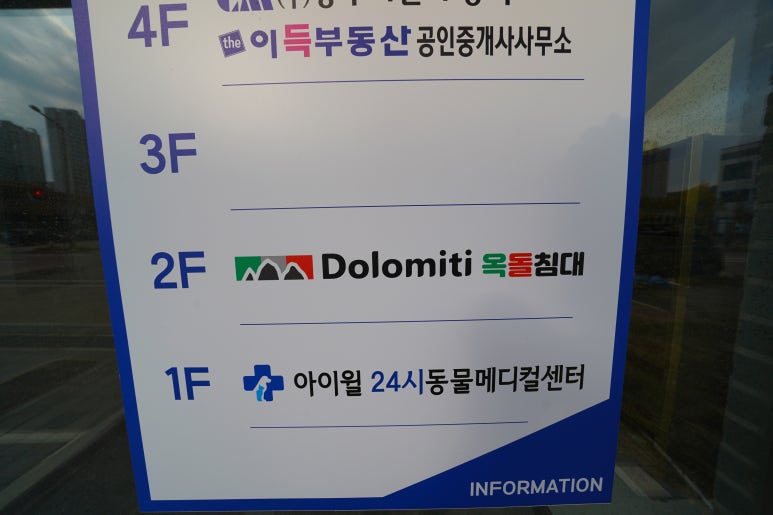 4F
the 이득부동산 공인중개사사무소
3F
2F Dolomiti 옥돌침대
1F 아이윌 24시동물메디컬센터
INFORMATION